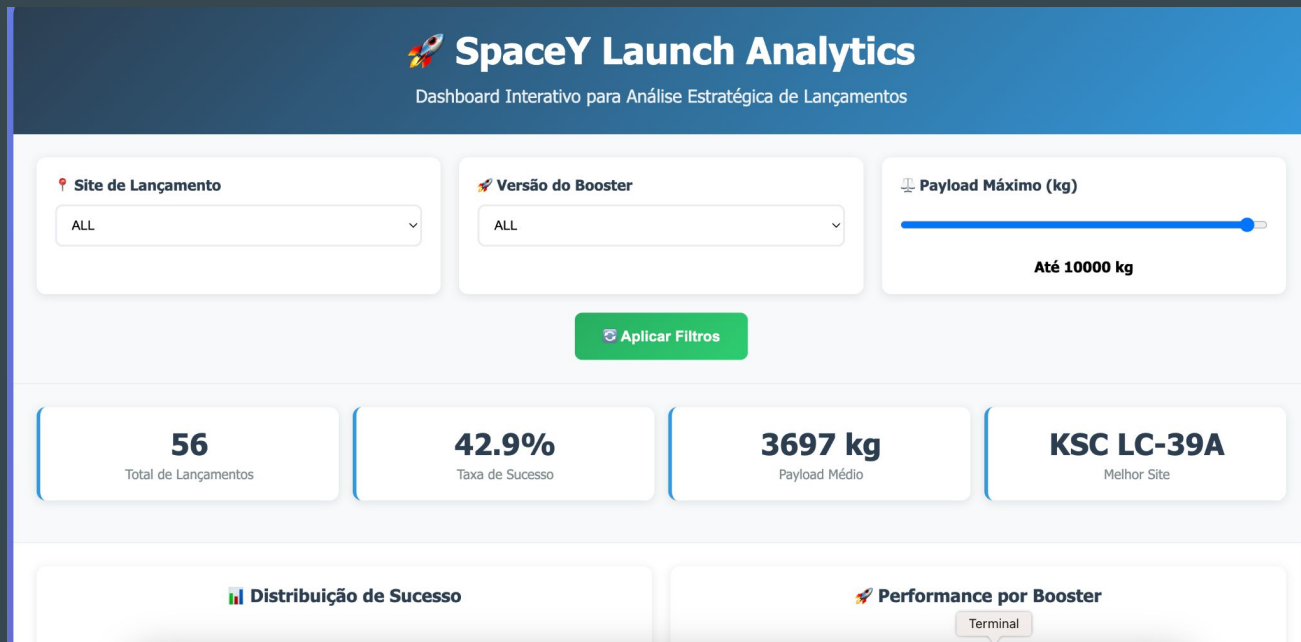 🚀 SpaceY Launch Analytics
Dashboard Interativo para Análise Estratégica de Lançamentos
📍 Site de Lançamento
ALL
🚀 Versão do Booster
ALL
⚖️ Payload Máximo (kg)
Até 10000 kg
🔄 Aplicar Filtros
56
Total de Lançamentos
42.9%
Taxa de Sucesso
3697 kg
Payload Médio
KSC LC-39A
Melhor Site
📊 Distribuição de Sucesso
🚀 Performance por Booster
Terminal